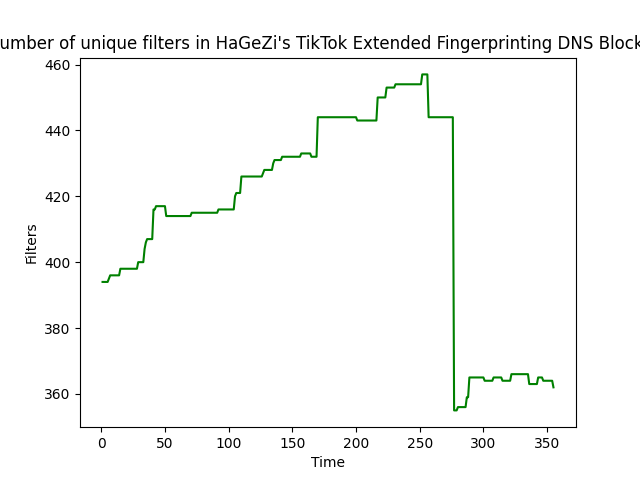 umber of unique filters in HaGeZi's TikTok Extended Fingerprinting DNS Block
460
440
420
400
380
360
Filters
0 50 100 150 200 250 300 350
Time